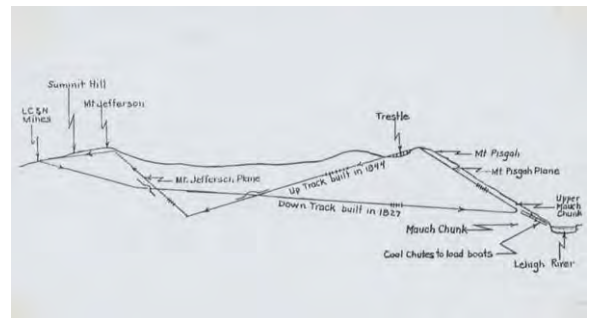 Summit Hill
Mt Jefferson
LC&N
Mines
Trestle
Mt Pisgah
Mt Pisgah Plane
Mt. Jefferson Plane
Up Track built in 1844
Down Track built in 1827
Upper
Mauch
Chunk
Mauch Chunk
Coal Chutes to load boats
Lehigh River